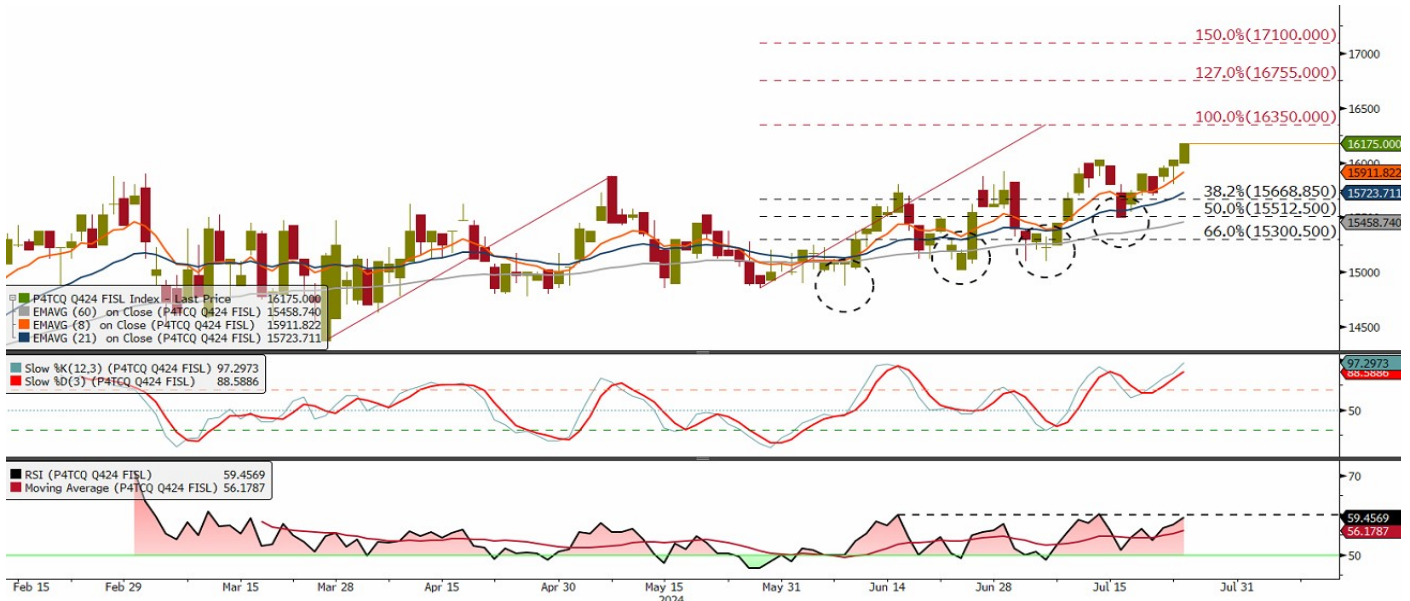 150.0%(17100.000)
17000
127.0%(16755.000)
16500
100.0%(16350.000)
16175.000
16000
15911.822
38.2%(15668.850)
15723.711
50.0%(15512.500)
15458.740
66.0%(15300.500)
15000
14500
P4TCQ Q424 FISL Index - Last Price 16175.000
EMAVG (60) on Close (P4TCQ Q424 FISL) 15458.740
EMAVG (8) on Close (P4TCQ Q424 FISL) 15911.822
EMAVG (21) on Close (P4TCQ Q424 FISL) 15723.711
Slow %K(12,3) (P4TCQ Q424 FISL) 97.2973
Slow %D(3) (P4TCQ Q424 FISL) 88.5886
97.2973
88.5886
50
RSI (P4TCQ Q424 FISL) 59.4569
Moving Average (P4TCQ Q424 FISL) 56.1787
70
59.4569
56.1787
50
Feb 15 Feb 29 Mar 15 Mar 28 Apr 15 Apr 30 May 15 May 31 Jun 14 Jun 28 Jul 15 Jul 31
2024